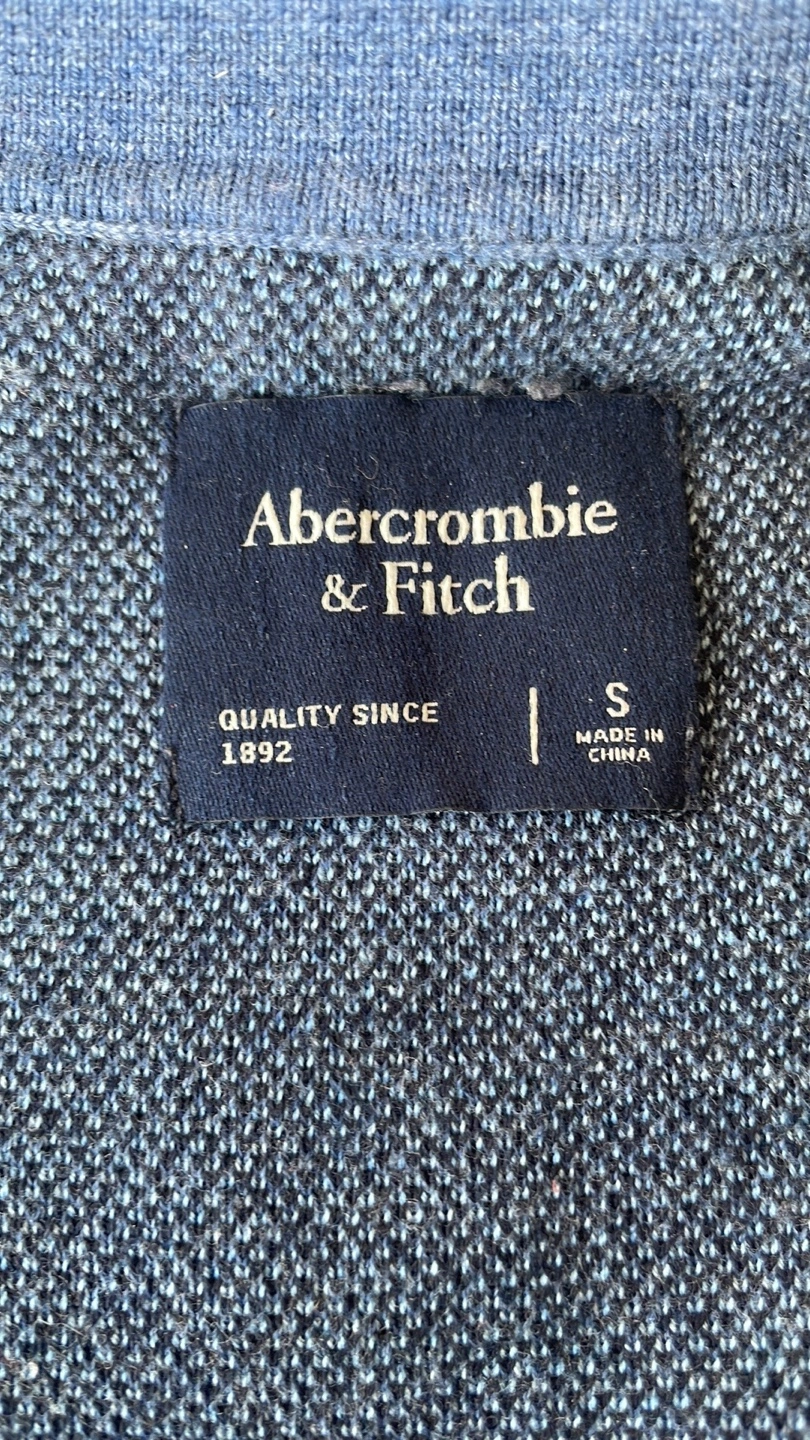 Abercrombie
& Fitch
QUALITY SINCE
1892
S
MADE IN
CHINA